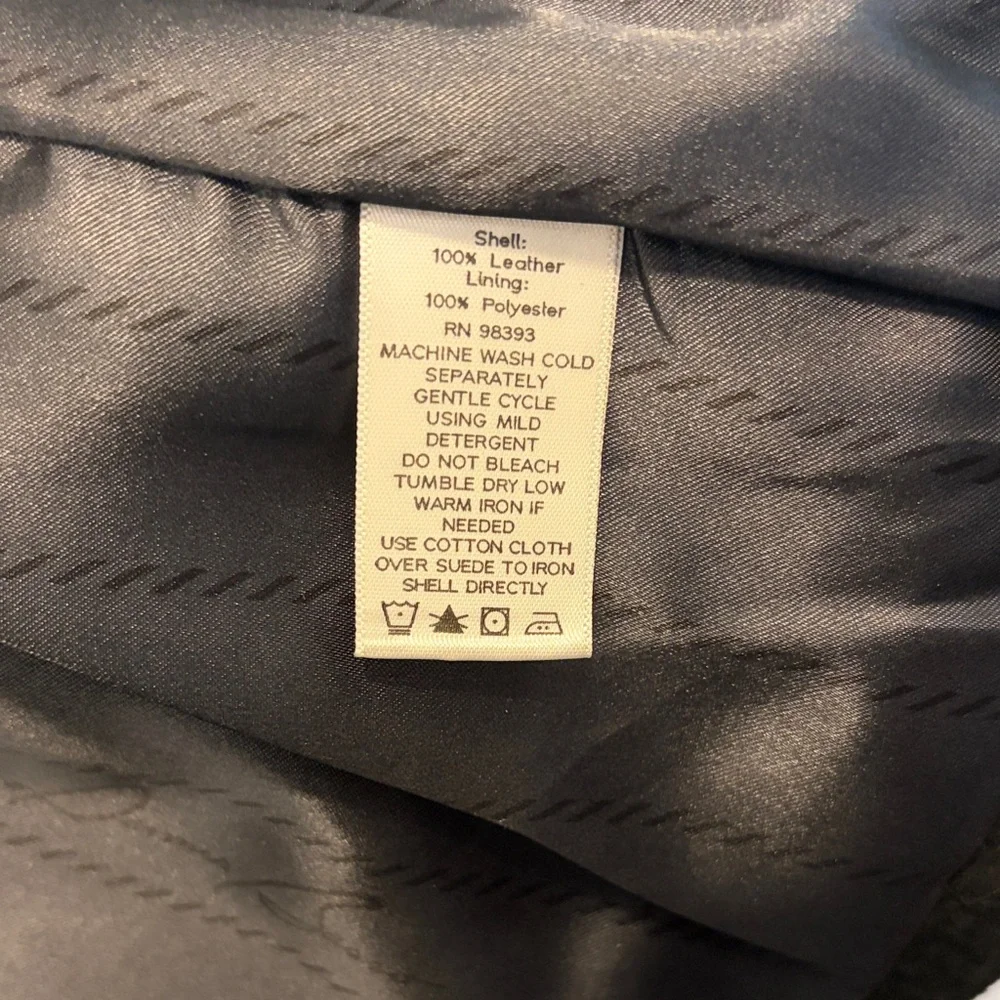 Shell:
100% Leather
Lining:
100% Polyester
RN 98393
MACHINE WASH COLD
SEPARATELY
GENTLE CYCLE
USING MILD
DETERGENT
DO NOT BLEACH
TUMBLE DRY LOW
WARM IRON IF
NEEDED
USE COTTON CLOTH
OVER SUEDE TO IRON
SHELL DIRECTLY